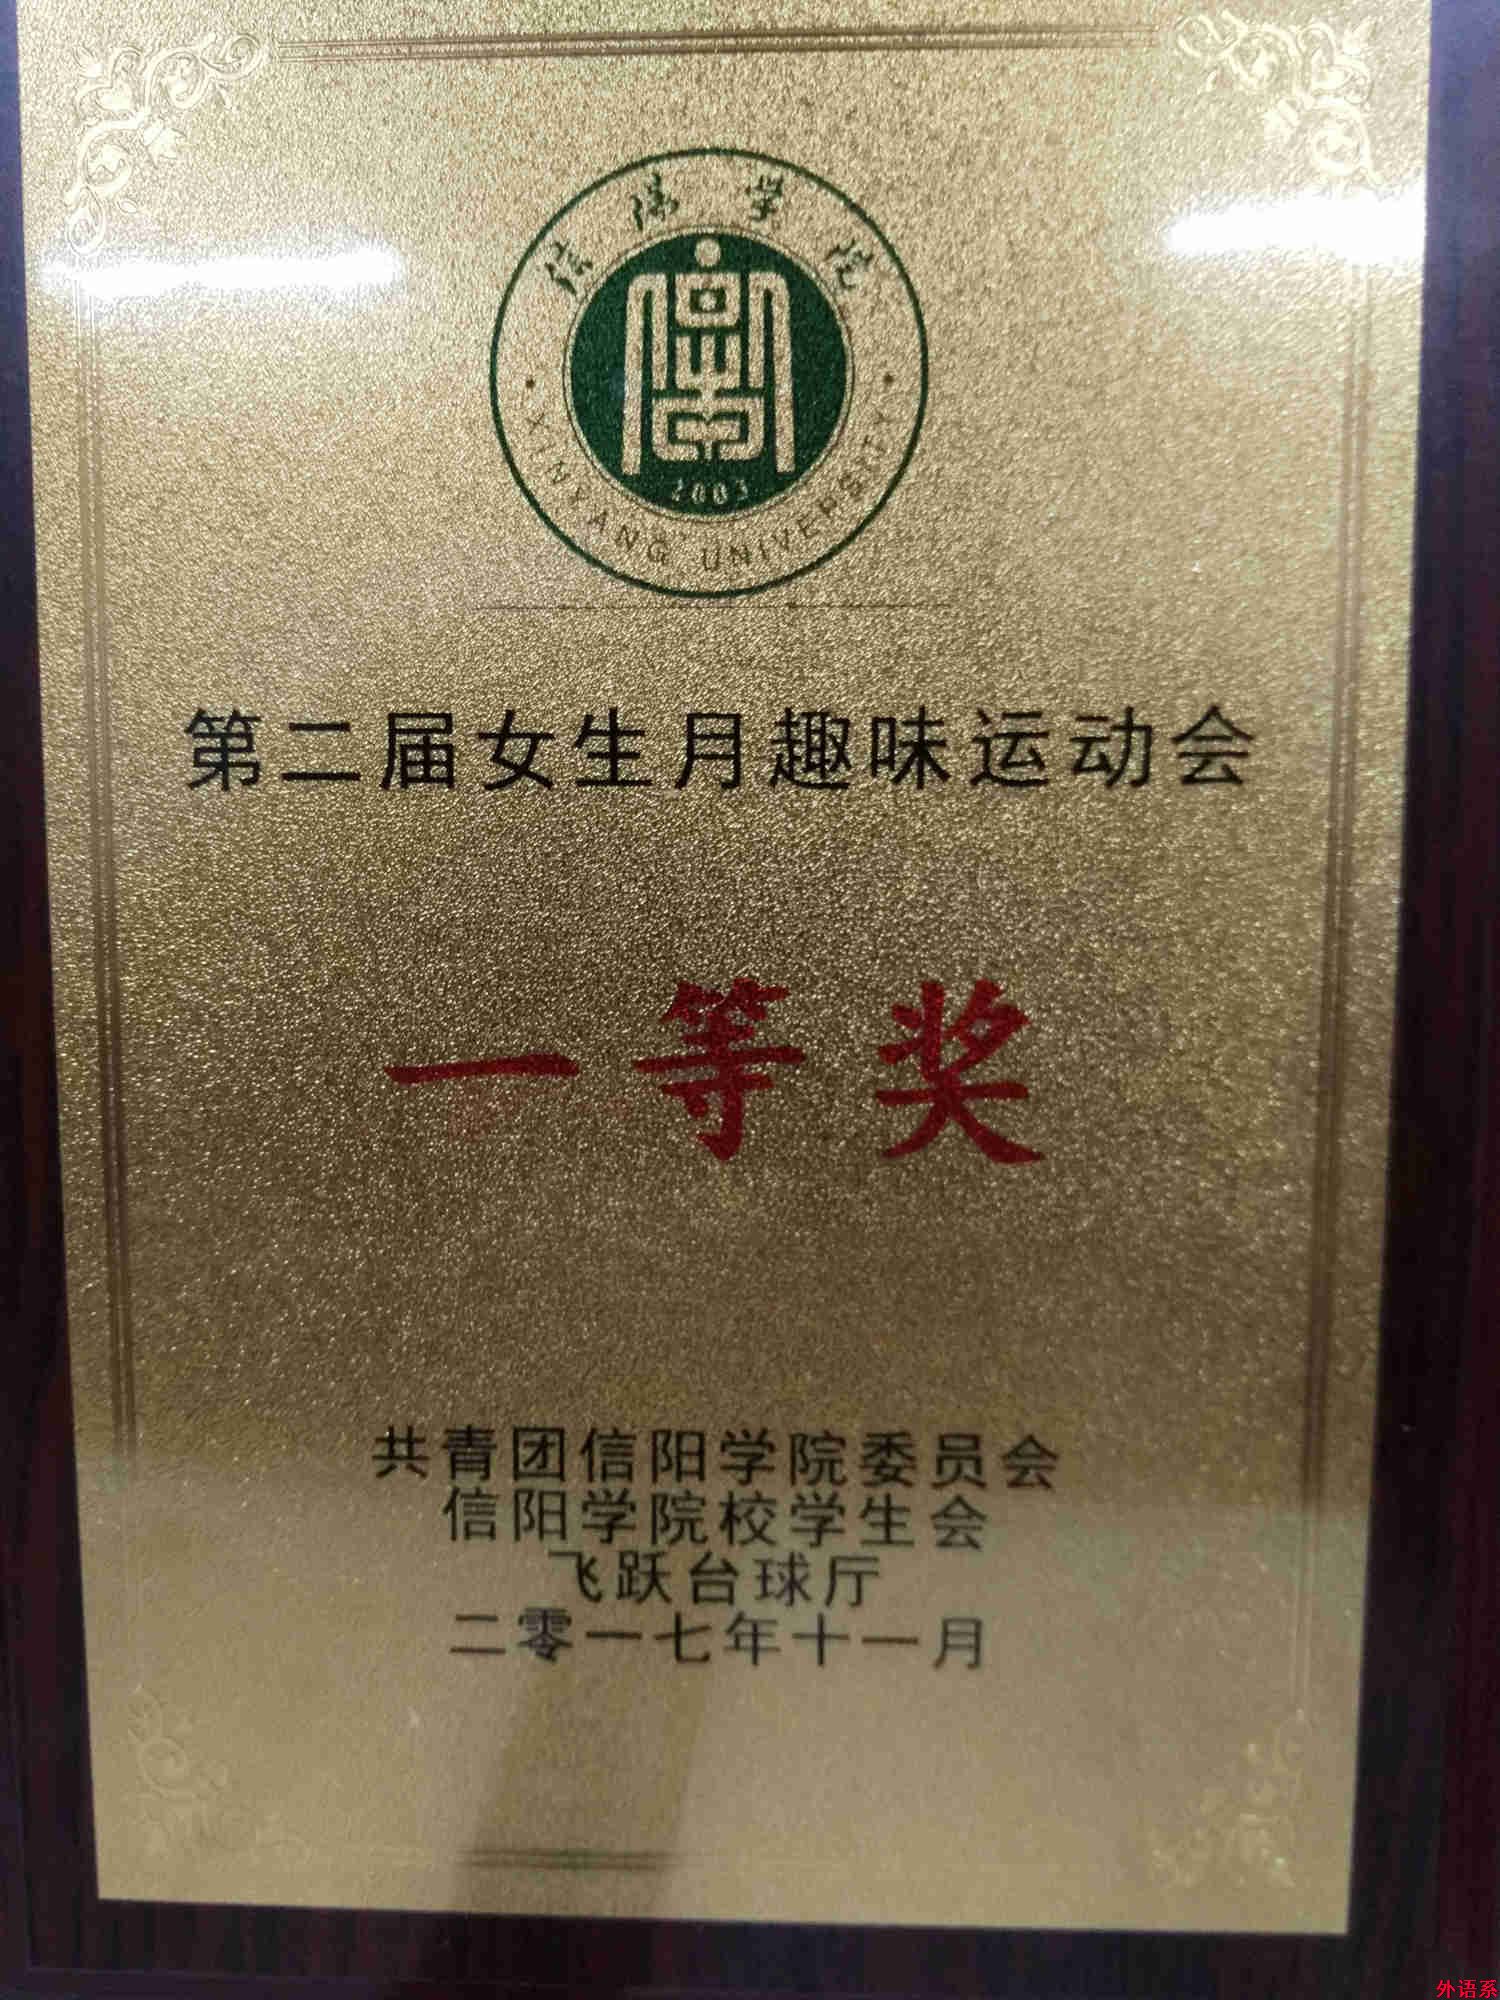 信阳学院
2003
XINYANG UNIVERSITY
第二届女生月趣味运动会
一等奖
共青团信阳学院委员会
信阳学院校学生会
飞跃台球厅
二零一七年十一月
外语系